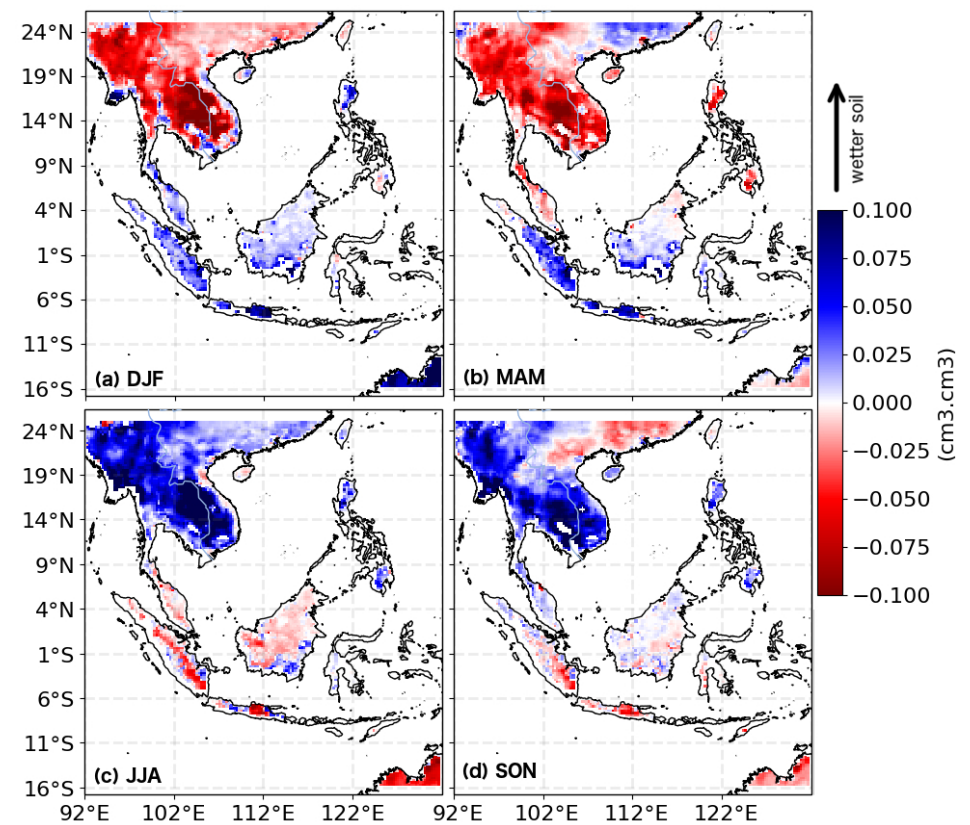 24°N
19°N
14°N
9°N
4°N
1°S
6°S
11°S
16°S
(a) DJF
(b) MAM
wetter soil
0.100
0.075
0.050
0.025
0.000
−0.025
−0.050
−0.075
−0.100
(cm3.cm3)
24°N
19°N
14°N
9°N
4°N
1°S
6°S
11°S
16°S
(c) JJA
(d) SON
92°E 102°E 112°E 122°E 92°E 102°E 112°E 122°E